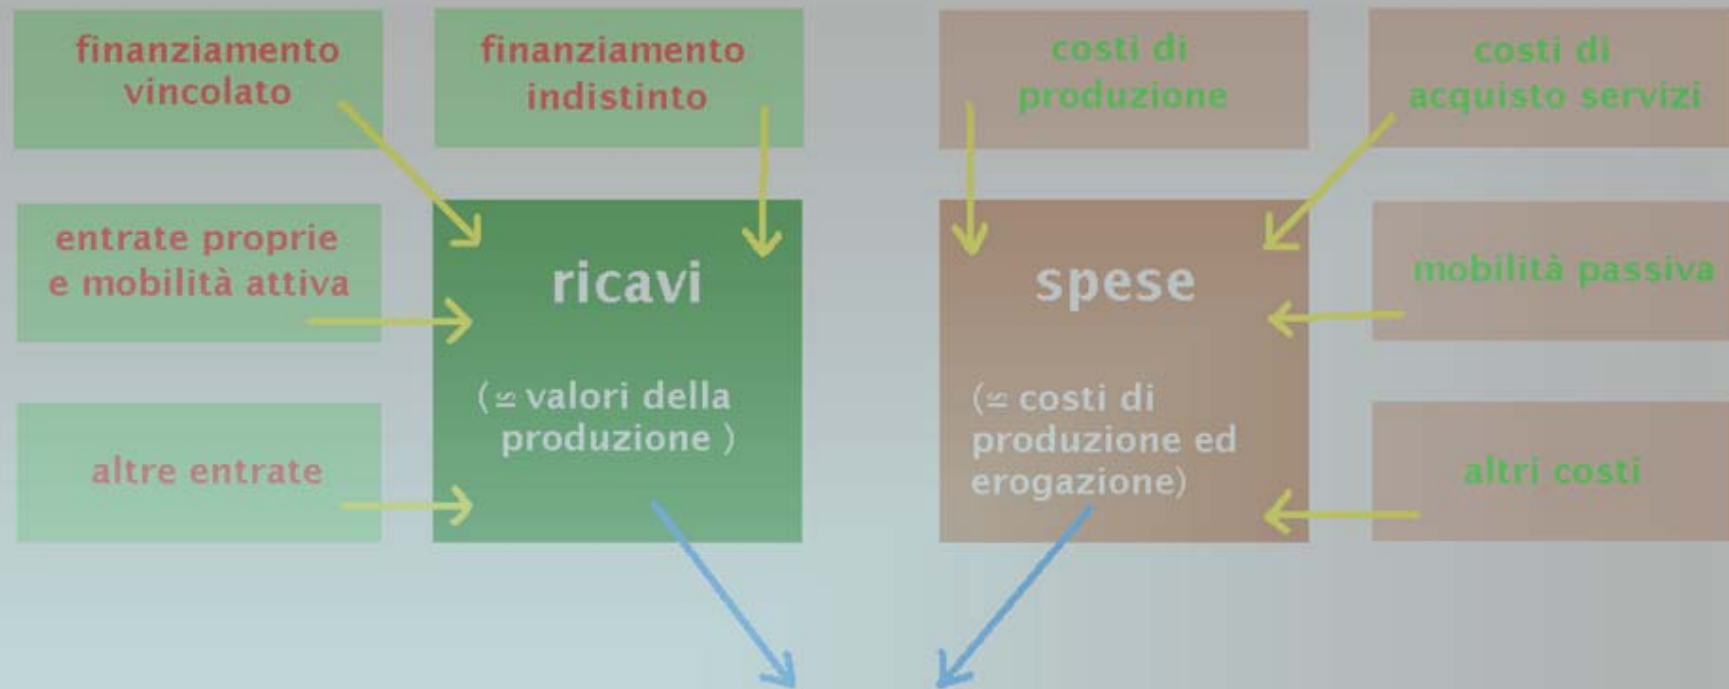 finanziamento
vincolato
finanziamento
indistinto
costi di
produzione
costi di
acquisto servizi
entrate proprie
e mobilità attiva
ricavi
(≌ valori della
produzione )
altre entrate
spese
(≌ costi di
produzione ed
erogazione)
mobilità passiva
altri costi